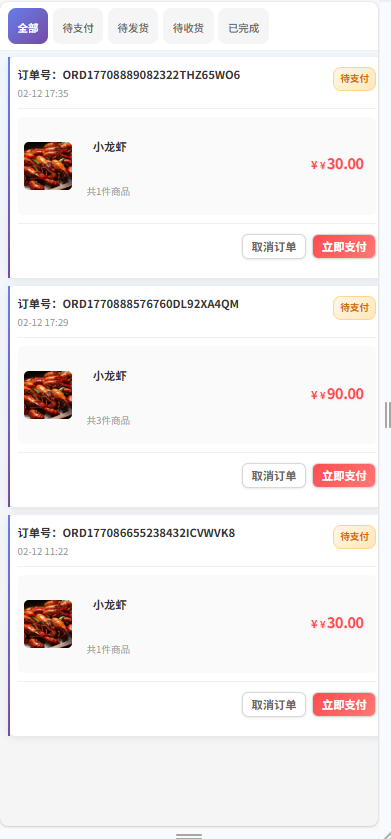 全部 待支付 待发货 待收货 已完成
订单号：ORD17708889082322THZ65WO6 待支付
02-12 17:35
小龙虾
¥ ¥30.00
共1件商品
取消订单 立即支付
订单号：ORD1770888576760DL92XA4QM 待支付
02-12 17:29
小龙虾
¥ ¥90.00
共3件商品
取消订单 立即支付
订单号：ORD177086655238432ICVWVK8 待支付
02-12 11:22
小龙虾
¥ ¥30.00
共1件商品
取消订单 立即支付